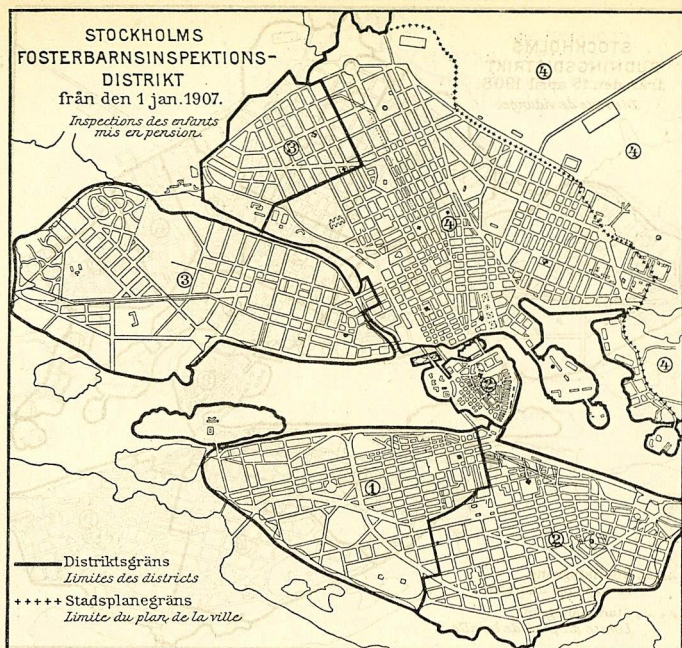 STOCKHOLMS
FOSTERBARNSINSPEKTIONS-
DISTRIKT
från den 1 jan. 1907.
Inspections des enfants
mis en pension.
④
④
③
④
③
④
②
①
②
Distriktsgräns
Limites des districts
+++++ Stadsplanegräns
Limite du plan de la ville